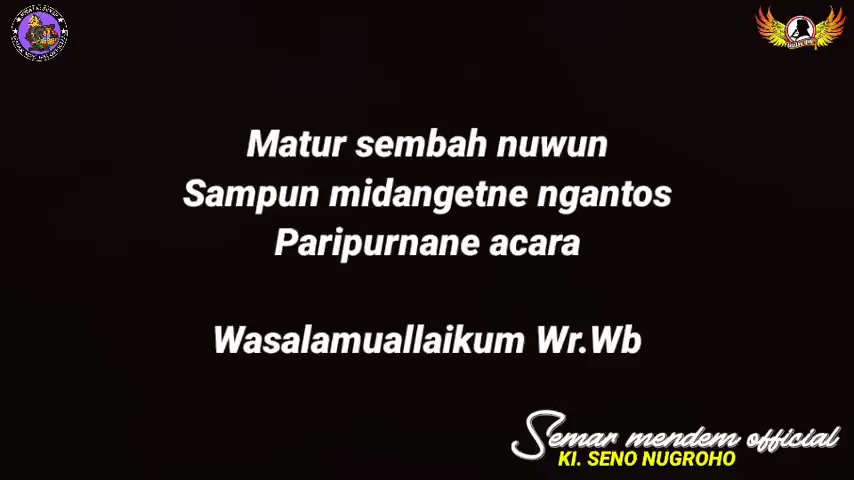 Matur sembah nuwun
Sampun midangetne ngantos
Paripurnane acara
Wasalamuallaikum Wr.Wb
Semar mendem official
KI. SENO NUGROHO